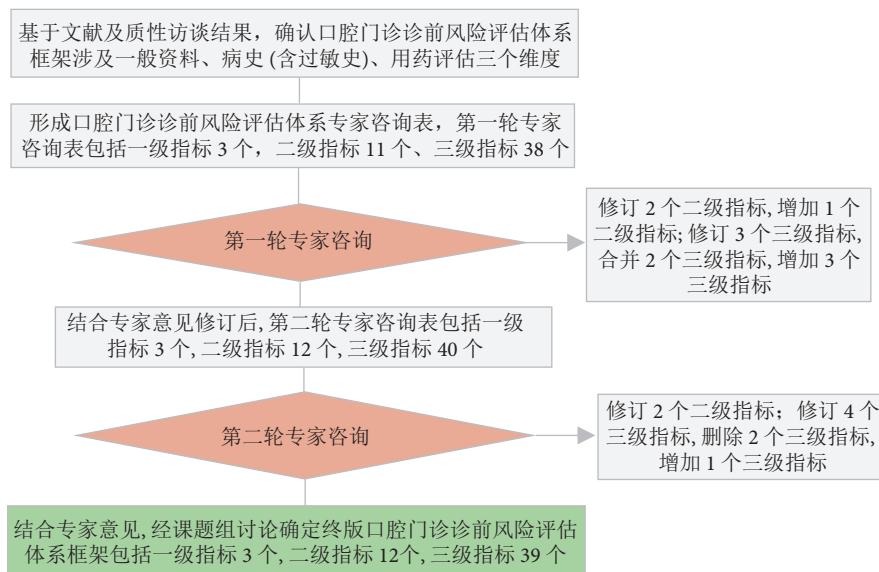 基于文献及质性访谈结果，确认口腔门诊诊前风险评估体系
框架涉及一般资料、病史 (含过敏史)、用药评估三个维度
形成口腔门诊诊前风险评估体系专家咨询表，第一轮专家
咨询表包括一级指标 3 个，二级指标 11 个、三级指标 38 个
第一轮专家咨询
修订 2 个二级指标, 增加 1 个
二级指标; 修订 3 个三级指标,
合并 2 个三级指标, 增加 3 个
三级指标
结合专家意见修订后, 第二轮专家咨询表包括一级
指标 3 个, 二级指标 12 个, 三级指标 40 个
第二轮专家咨询
修订 2 个二级指标；修订 4 个
三级指标, 删除 2 个三级指标,
增加 1 个三级指标
结合专家意见, 经课题组讨论确定终版口腔门诊诊前风险评估
体系框架包括一级指标 3 个, 二级指标 12个, 三级指标 39 个